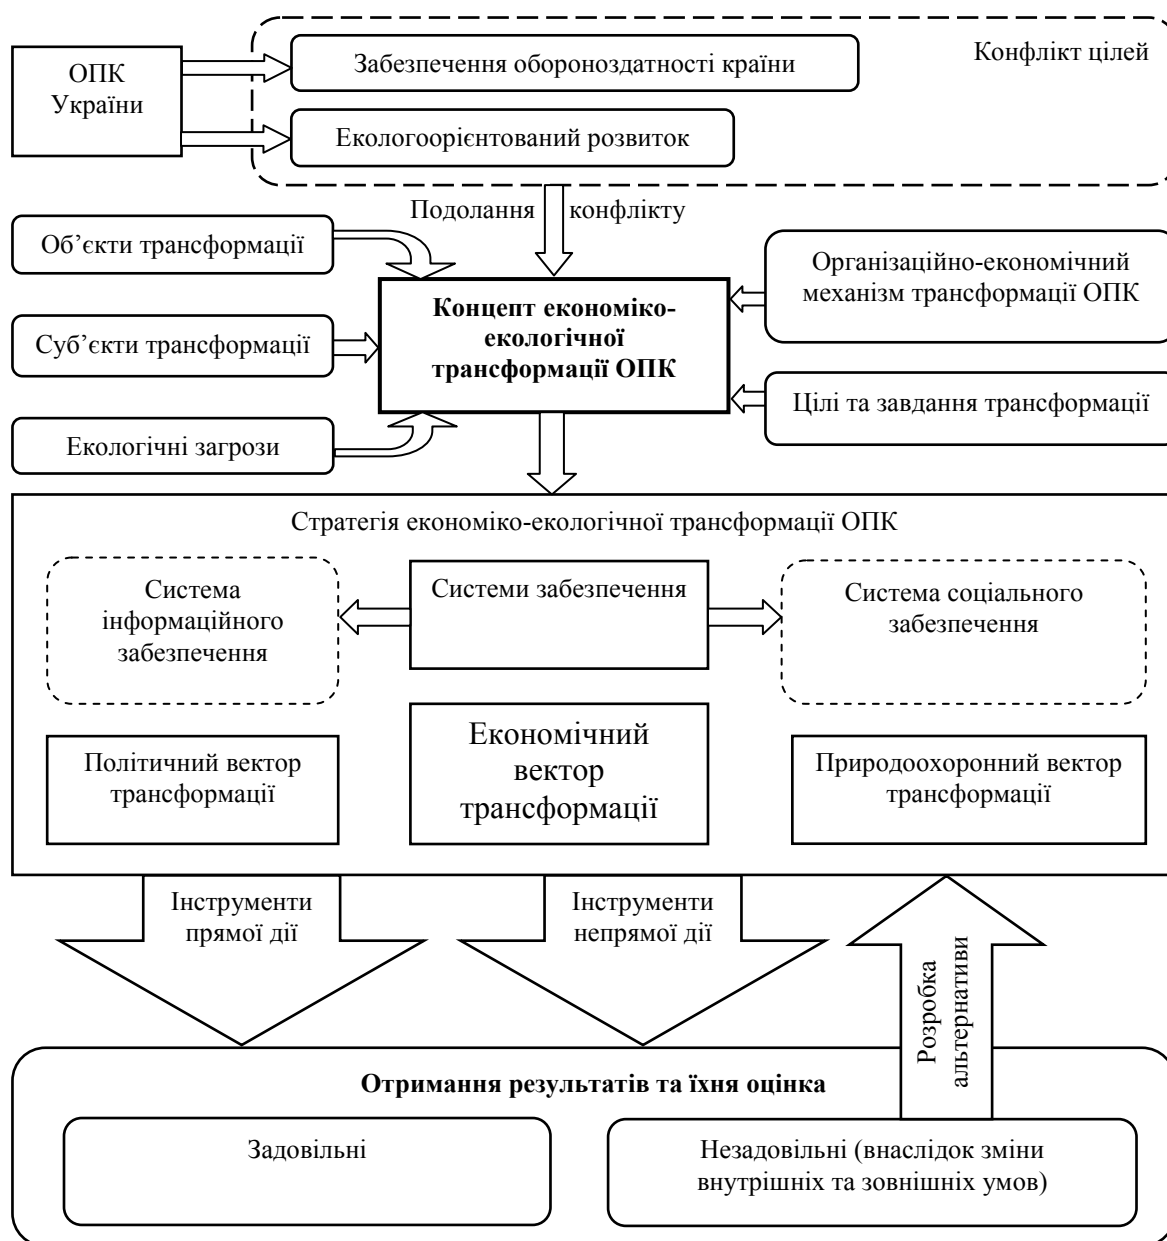 ОПК
України
Забезпечення обороноздатності країни
Конфлікт цілей
Екологоорієнтований розвиток
Подолання конфлікту
Об’єкти трансформації
Суб’єкти трансформації
Екологічні загрози
Концепт економіко-
екологічної
трансформації ОПК
Організаційно-економічний
механізм трансформації ОПК
Цілі та завдання трансформації
Стратегія економіко-екологічної трансформації ОПК
Система
інформаційного
забезпечення
Системи забезпечення
Система соціального
забезпечення
Політичний вектор
трансформації
Економічний
вектор
трансформації
Природоохоронний вектор
трансформації
Інструменти
прямої дії
Інструменти
непрямої дії
Розробка
альтернативи
Отримання результатів та їхня оцінка
Задовільні
Незадовільні (внаслідок зміни
внутрішніх та зовнішніх умов)